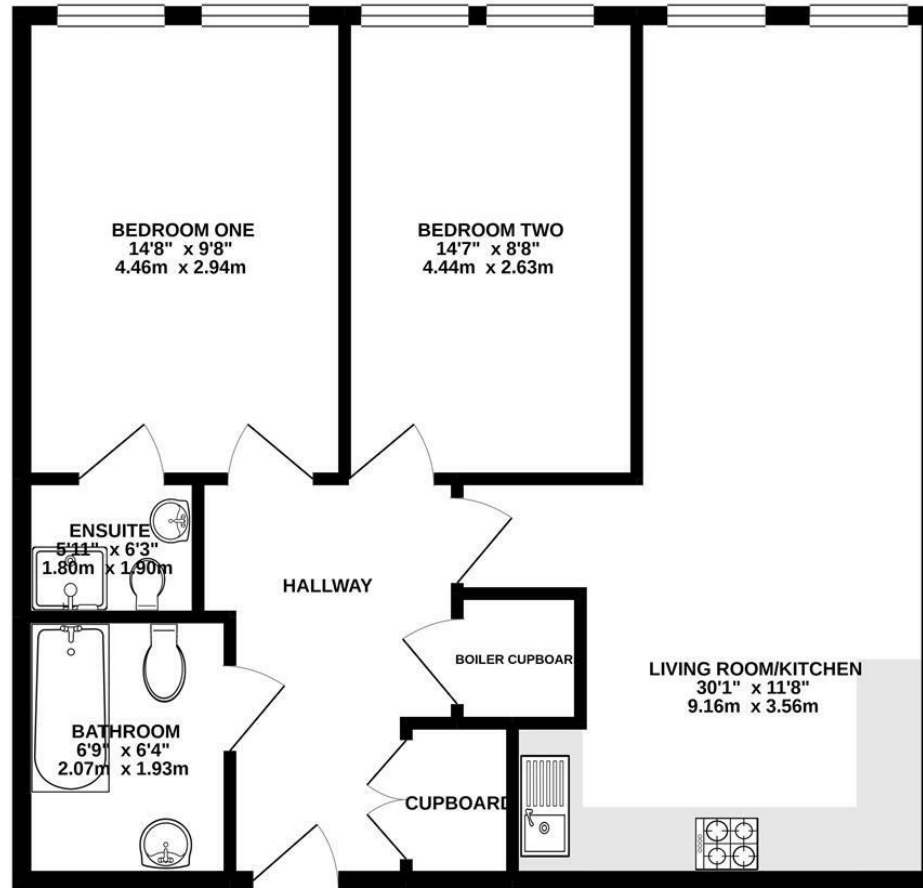 BEDROOM ONE
14'8" x 9'8"
4.46m x 2.94m
BEDROOM TWO
14'7" x 8'8"
4.44m x 2.63m
ENSUITE
5'11" x 6'3"
1.80m x 1.90m
HALLWAY
BOILER CUPBOAR
LIVING ROOM/KITCHEN
30'1" x 11'8"
9.16m x 3.56m
BATHROOM
6'9" x 6'4"
2.07m x 1.93m
CUPBOARD